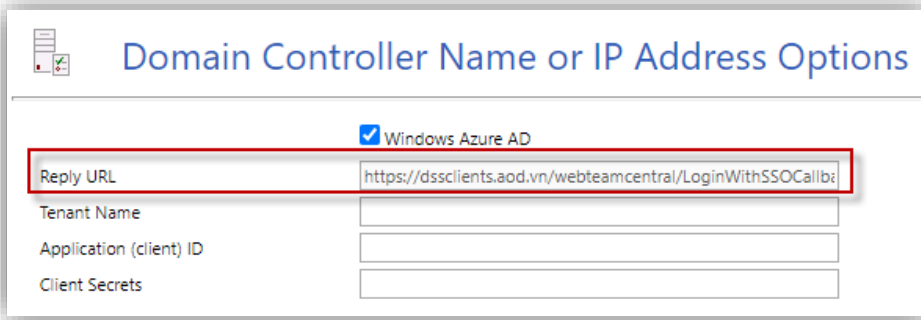 Domain Controller Name or IP Address Options
Windows Azure AD
Reply URL https://dssclients.aod.vn/webteamcentral/LoginWithSSOCallba
Tenant Name
Application (client) ID
Client Secrets